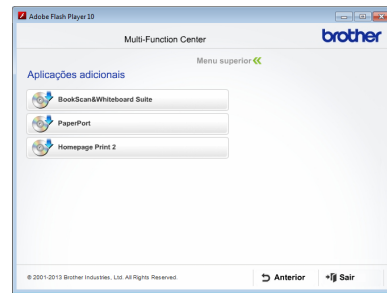 Adobe Flash Player 10
Multi-Function Center
brother
Menu superior
Aplicações adicionais
BookScan&Whiteboard Suite
PaperPort
Homepage Print 2
© 2001-2013 Brother Industries, Ltd. All Rights Reserved.
Anterior
Sair